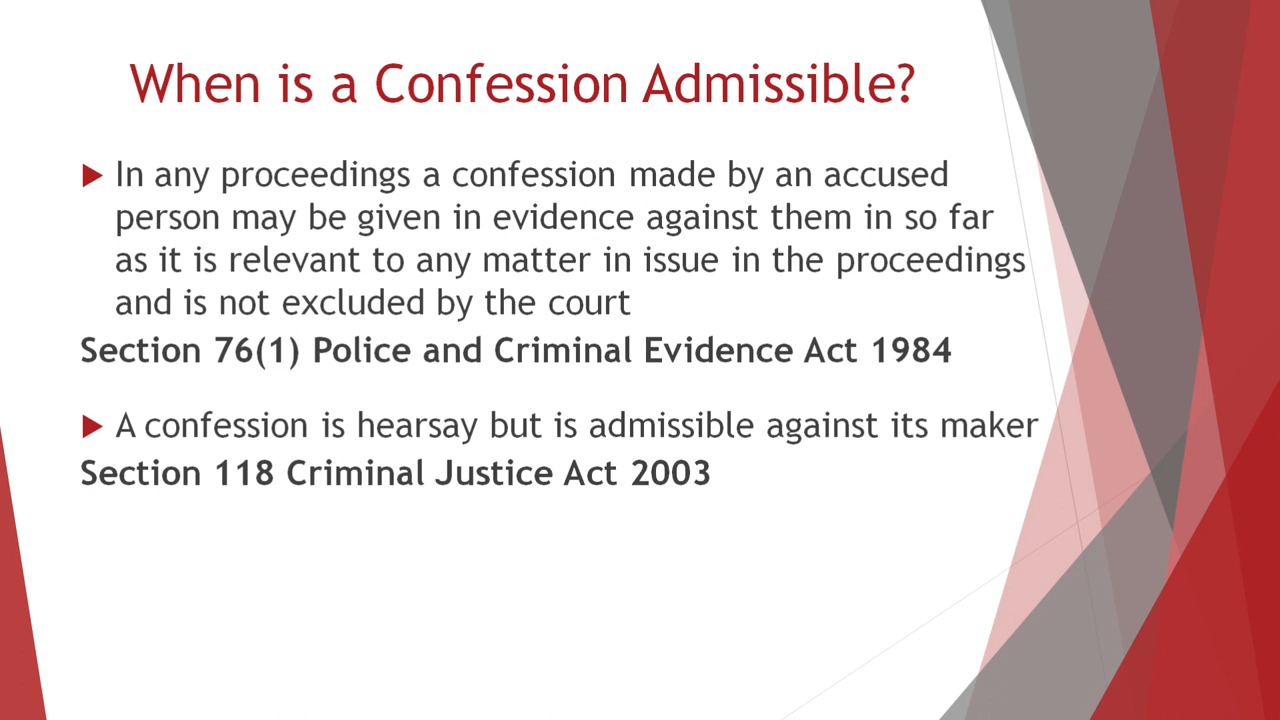 When is a Confession Admissible?
In any proceedings a confession made by an accused
person may be given in evidence against them in so far
as it is relevant to any matter in issue in the proceedings
and is not excluded by the court
Section 76(1) Police and Criminal Evidence Act 1984
A confession is hearsay but is admissible against its maker
Section 118 Criminal Justice Act 2003